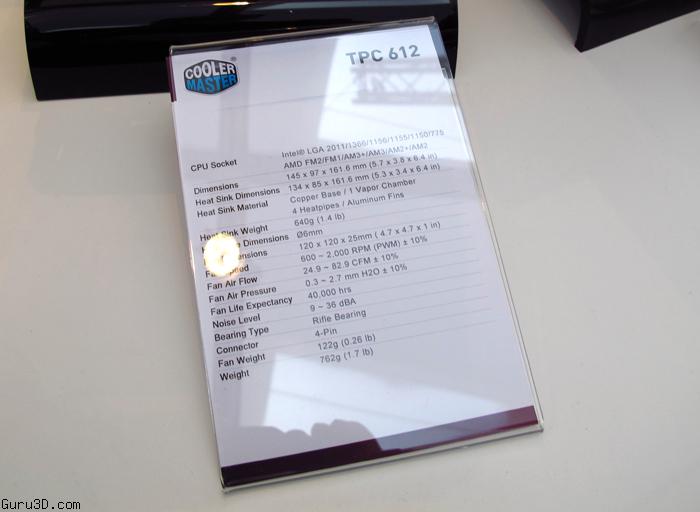 COOLER MASTER®
TPC 612
CPU Socket Intel® LGA 2011/1366/1156/1155/1150/775
AMD FM2/FM1/AM3+/AM3/AM2+/AM2
Dimensions 145 x 97 x 161.6 mm (5.7 x 3.8 x 6.4 in)
Heat Sink Dimensions 134 x 85 x 161.6 mm (5.3 x 3.4 x 6.4 in)
Heat Sink Material Copper Base / 1 Vapor Chamber
4 Heatpipes / Aluminum Fins
Heat Sink Weight 640g (1.4 lb)
Dimensions Ø6mm
120 x 120 x 25mm ( 4.7 x 4.7 x 1 in)
600 ~ 2,000 RPM (PWM) ± 10%
Fan Air Flow 24.9 ~ 82.9 CFM ± 10%
Fan Air Pressure 0.3 ~ 2.7 mm H2O ± 10%
Fan Life Expectancy 40,000 hrs
Noise Level 9 ~ 36 dBA
Bearing Type Rifle Bearing
Connector 4-Pin
Fan Weight 122g (0.26 lb)
Weight 762g (1.7 lb)
Guru3D.com